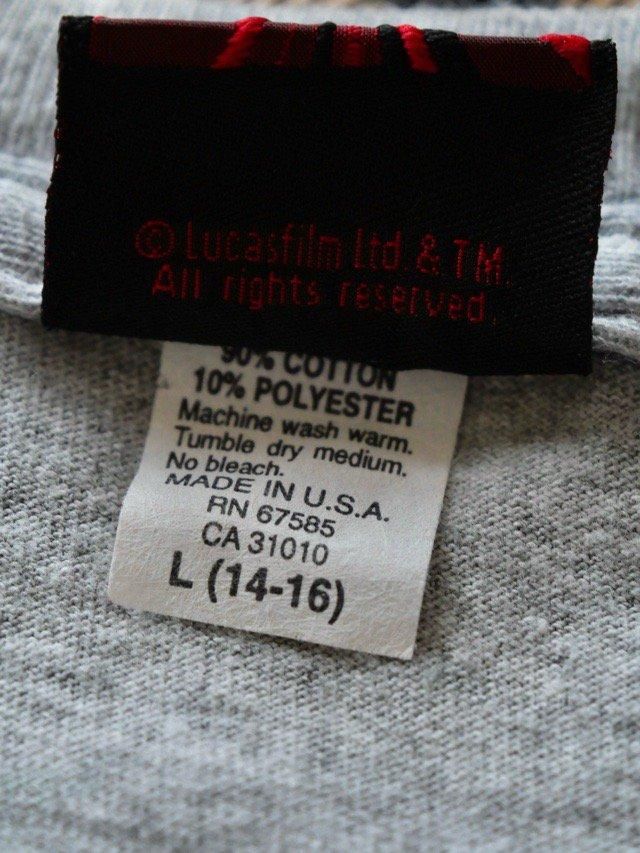 © Lucasfilm Ltd. & TM.
All rights reserved.
90% COTTON
10% POLYESTER
Machine wash warm.
Tumble dry medium.
No bleach.
MADE IN U.S.A.
RN 67585
CA 31010
L (14-16)